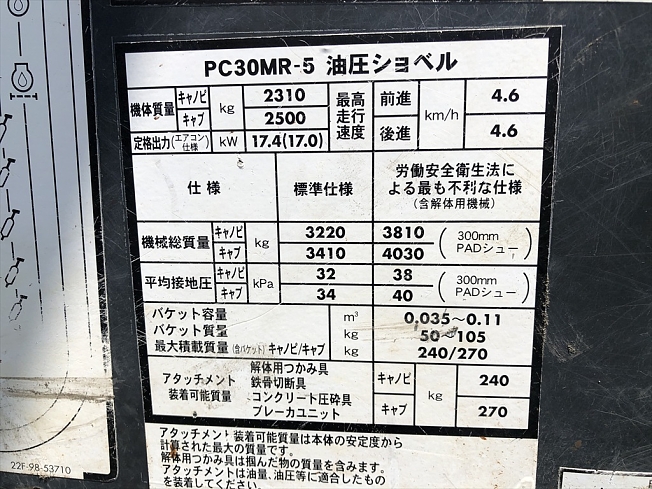 PC30MR-5 油圧ショベル
機体質量 キャノピ kg 2310 最高走行速度 前進 km/h 4.6
キャブ 2500
定格出力(エアコン仕様) kW 17.4(17.0) 後進 4.6
仕様 標準仕様 労働安全衛生法による最も不利な仕様(含解体用機械)
機械総質量 キャノピ kg 3220 3810 (300mm PADシュー)
キャブ 3410 4030
平均接地圧 キャノピ kPa 32 38 (300mm PADシュー)
キャブ 34 40
バケット容量 m³ 0.035～0.11
バケット質量 kg 50～105
最大積載質量(含バケット) キャノピ/キャブ kg 240/270
アタッチメント装着可能質量 解体用つかみ具 キャノピ 240
鉄骨切断具
コンクリート圧砕具 キャブ 270
ブレーカユニット
アタッチメント装着可能質量は本体の安定度から
計算された最大の質量です。
解体用つかみ具は掴んだ物の質量を含みます。
アタッチメントは油量、油圧等に適合したもの
を装着してください。
22F-98-53710